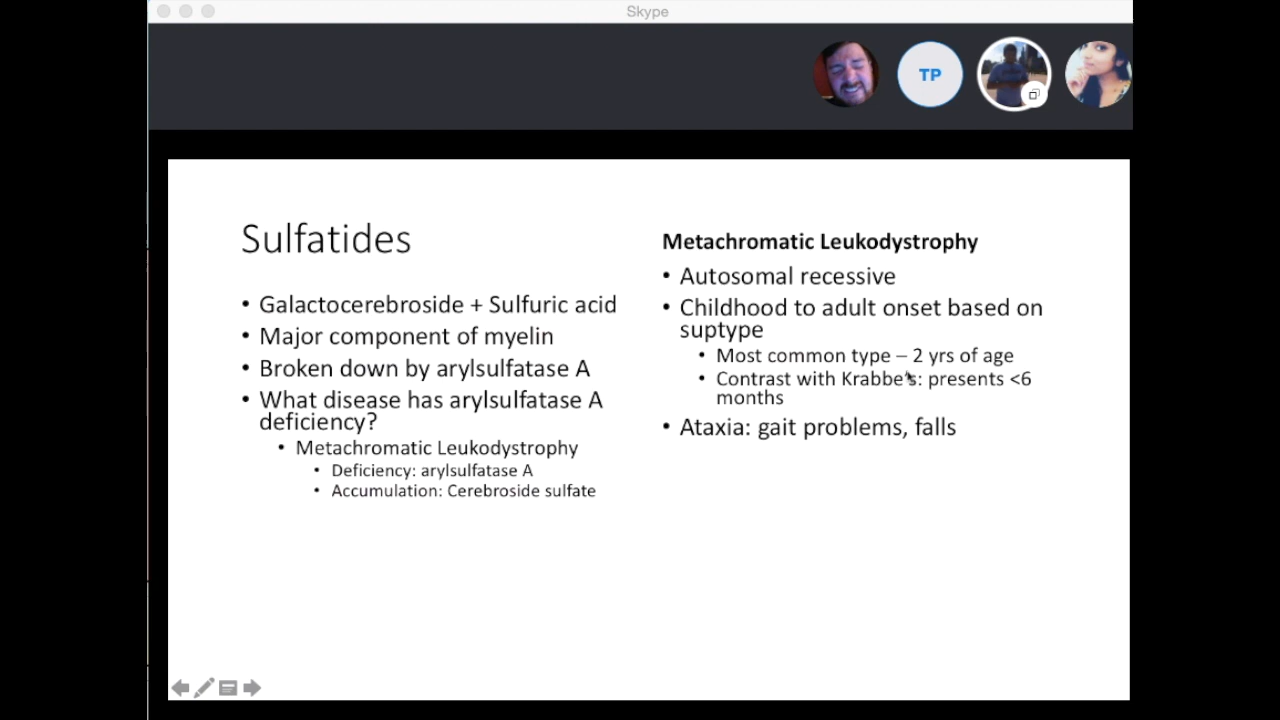 Skype
TP
Sulfatides
• Galactocerebroside + Sulfuric acid
• Major component of myelin
• Broken down by arylsulfatase A
• What disease has arylsulfatase A
deficiency?
• Metachromatic Leukodystrophy
• Deficiency: arylsulfatase A
• Accumulation: Cerebroside sulfate
Metachromatic Leukodystrophy
• Autosomal recessive
• Childhood to adult onset based on
suptype
• Most common type – 2 yrs of age
• Contrast with Krabbe's: presents <6
months
• Ataxia: gait problems, falls